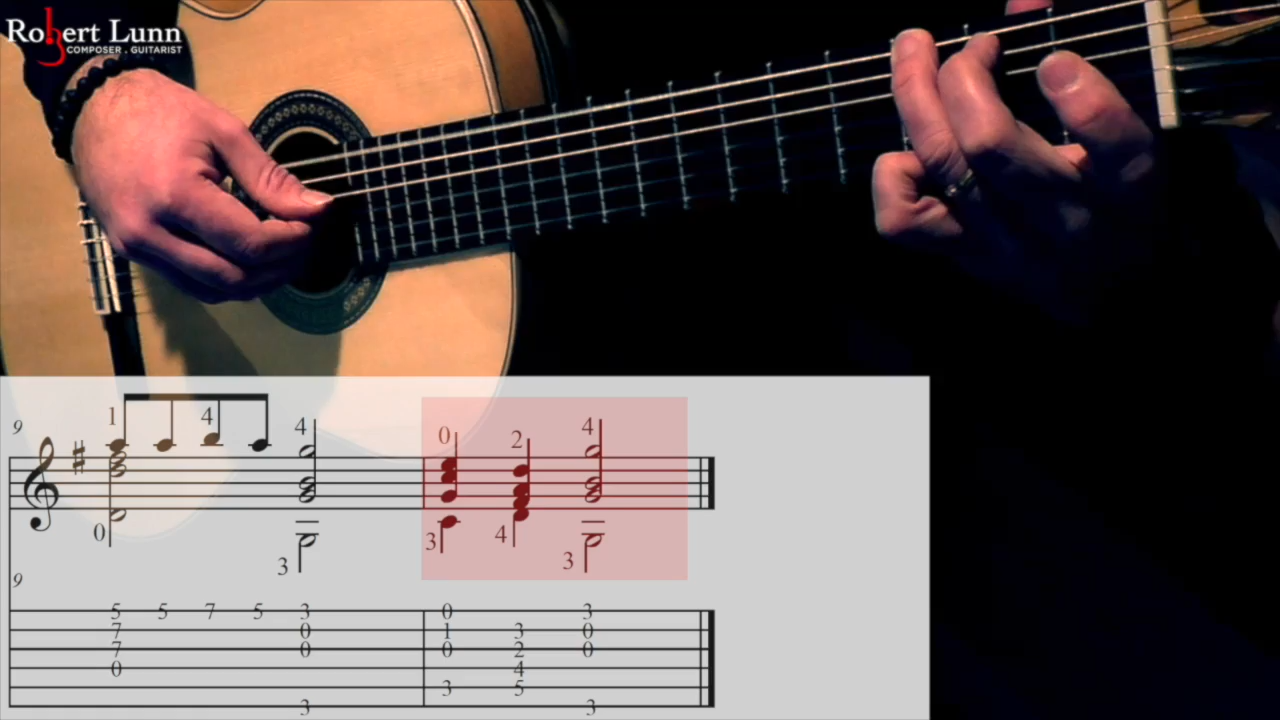 Robert Lunn
COMPOSER . GUITARIST
9 1 4 4 0 2 4
0 3 3 4 3
9
5 5 7 5 3 0 3
7 0 1 3 0
7 0 0 2 0
0 4
3 5
3 3